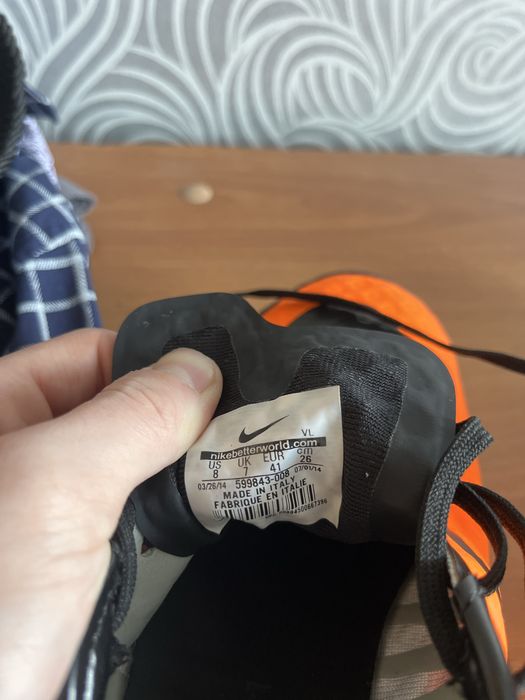 VL
nikebetterworld.com
US UK EUR cm
8 7 41 26
03/26/14 599843-008 07/01/14
MADE IN ITALY
FABRIQUE EN ITALIE